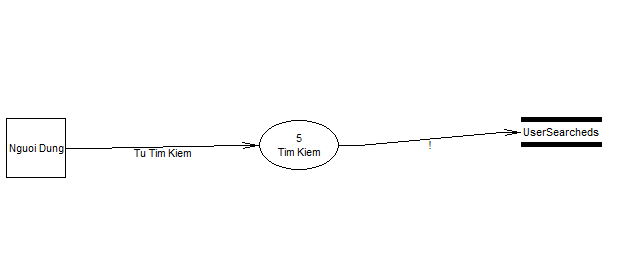 Nguoi Dung
Tu Tim Kiem
5
Tim Kiem
!
UserSearcheds